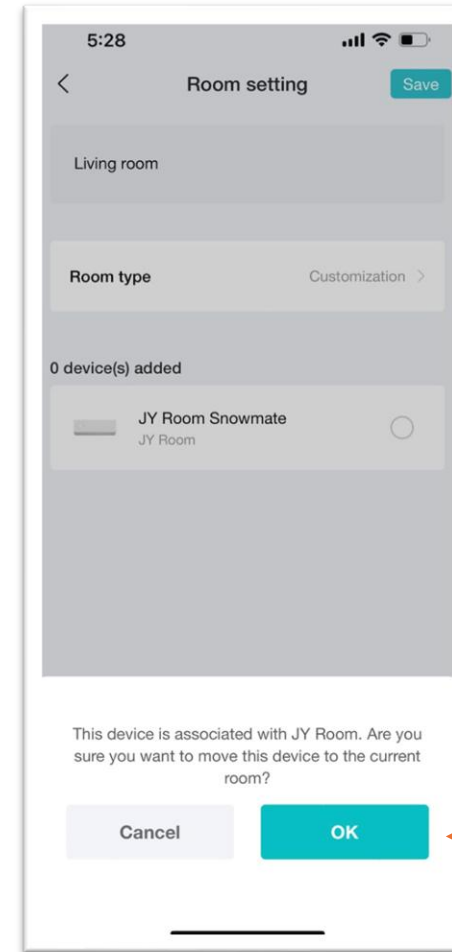 5:28
Room setting
Save
Living room
Room type
Customization
0 device(s) added
JY Room Snowmate
JY Room
This device is associated with JY Room. Are you
sure you want to move this device to the current
room?
Cancel
OK